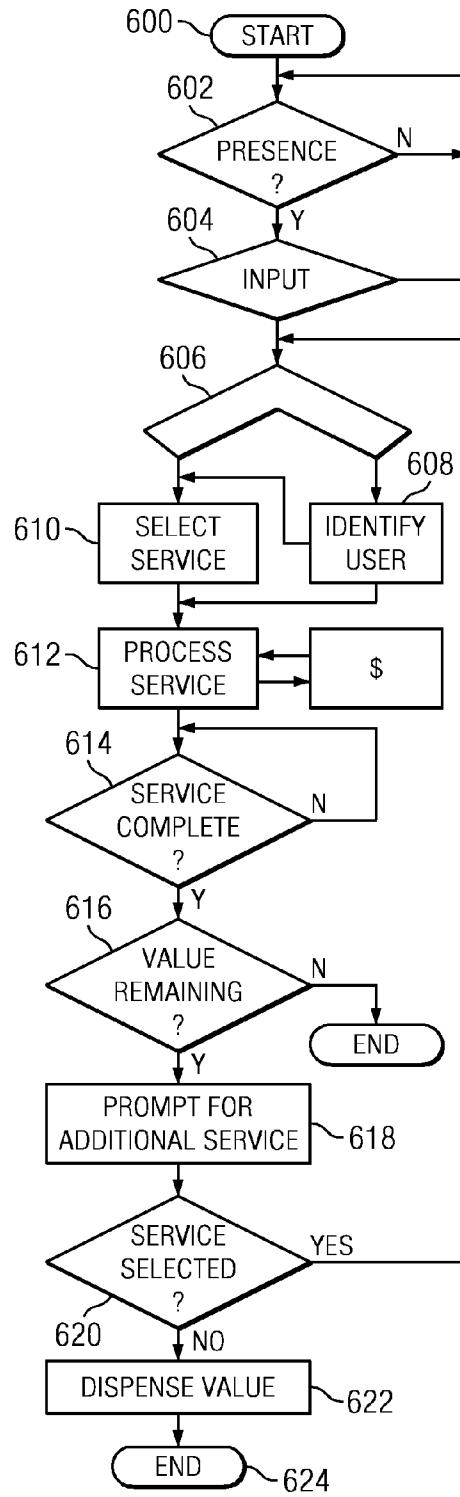 600
START
602
PRESENCE
?
N
Y
604
INPUT
606
608
610
SELECT
SERVICE
IDENTIFY
USER
612
PROCESS
SERVICE
$
614
SERVICE
COMPLETE
?
N
Y
616
VALUE
REMAINING
?
N
END
Y
PROMPT FOR
ADDITIONAL SERVICE
618
SERVICE
SELECTED
?
YES
620
NO
DISPENSE VALUE
622
END
624